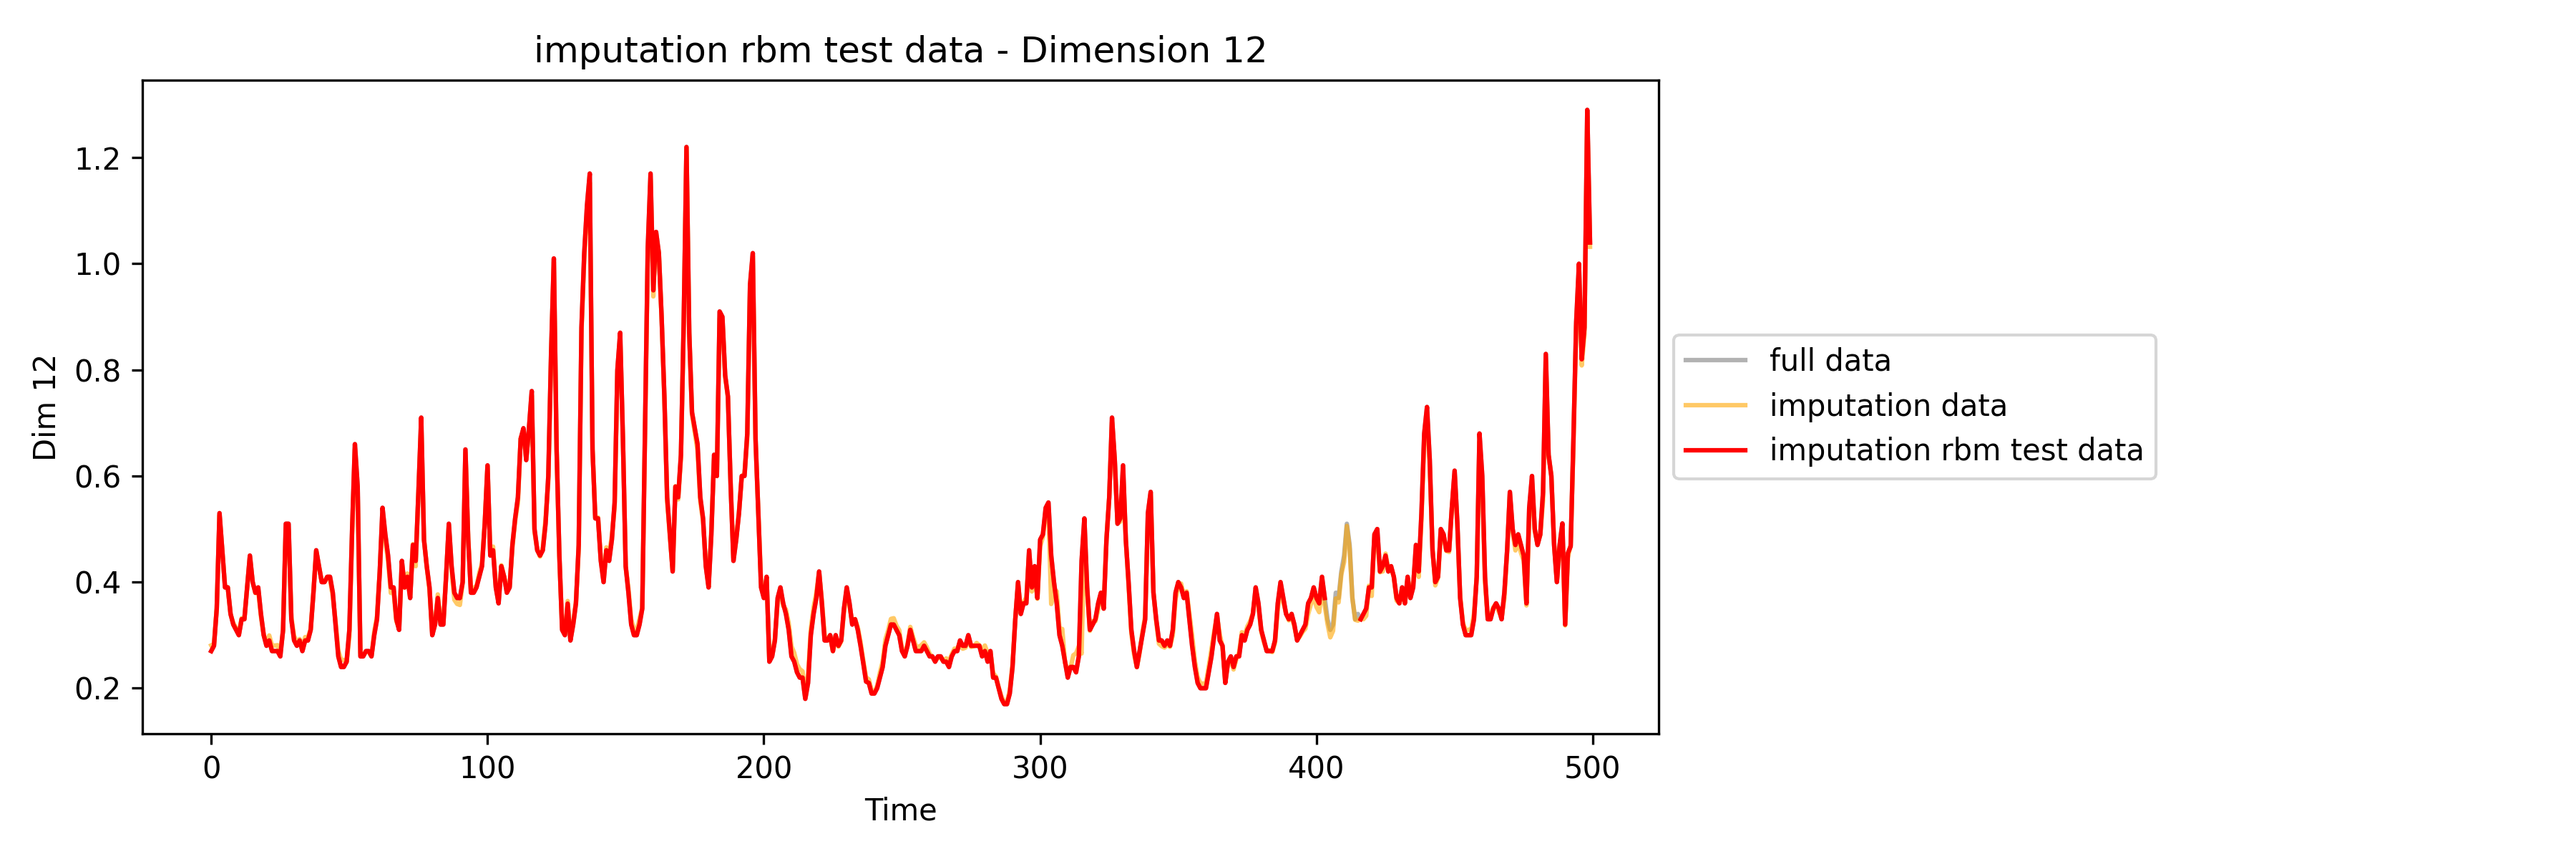 imputation rbm test data - Dimension 12
1.2
1.0
0.8
0.6
0.4
0.2
Dim 12
0 100 200 300 400 500
Time
full data
imputation data
imputation rbm test data